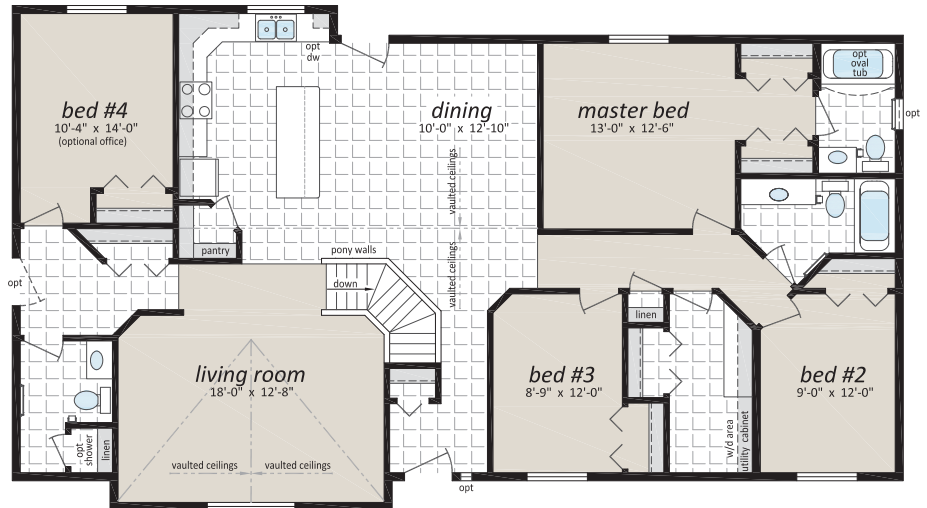 opt
dw
bed #4
10'-4" x 14'-0"
(optional office)
dining
10'-0" x 12'-10"
vaulted ceilings
vaulted ceilings
master bed
13'-0" x 12'-6"
opt
oval
tub
opt
pantry
pony walls
down
opt
living room
18'-0" x 12'-8"
vaulted ceilings
vaulted ceilings
opt
shower
linen
opt
bed #3
8'-9" x 12'-0"
linen
w/d area
utility cabinet
bed #2
9'-0" x 12'-0"